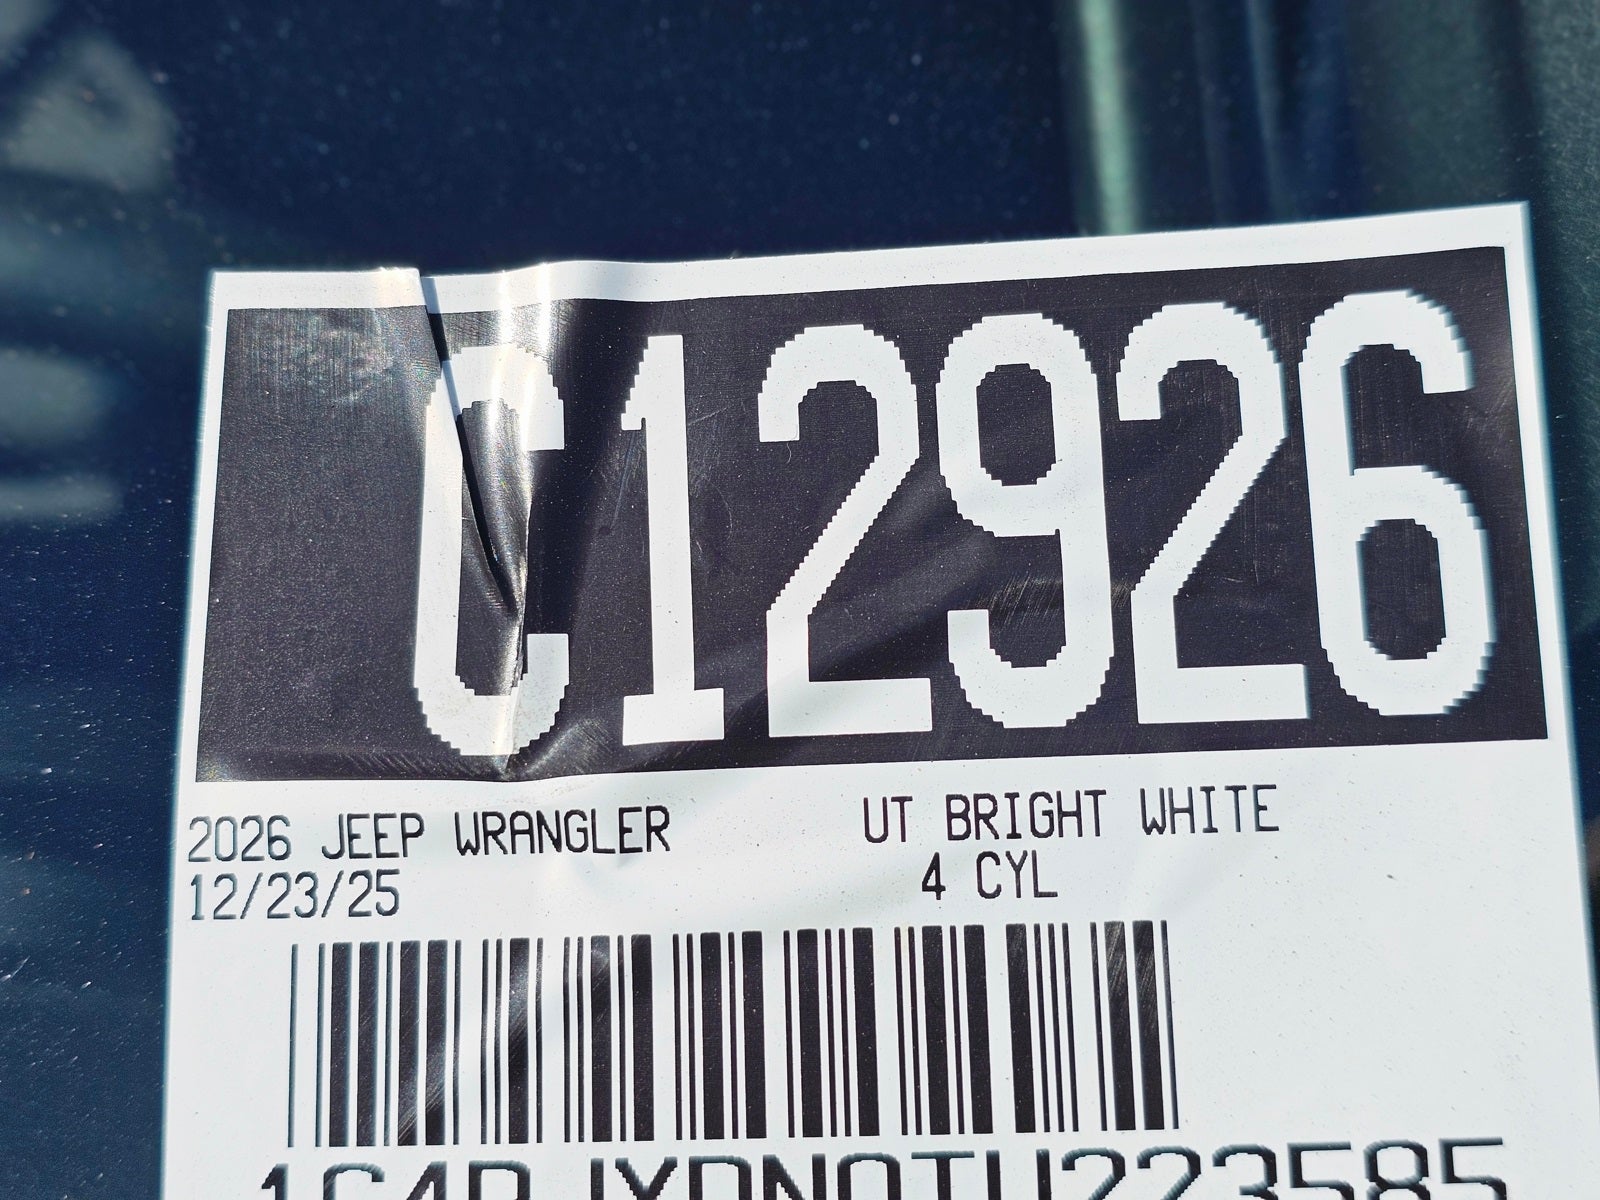 C12926
2026 JEEP WRANGLER UT BRIGHT WHITE
12/23/25 4 CYL